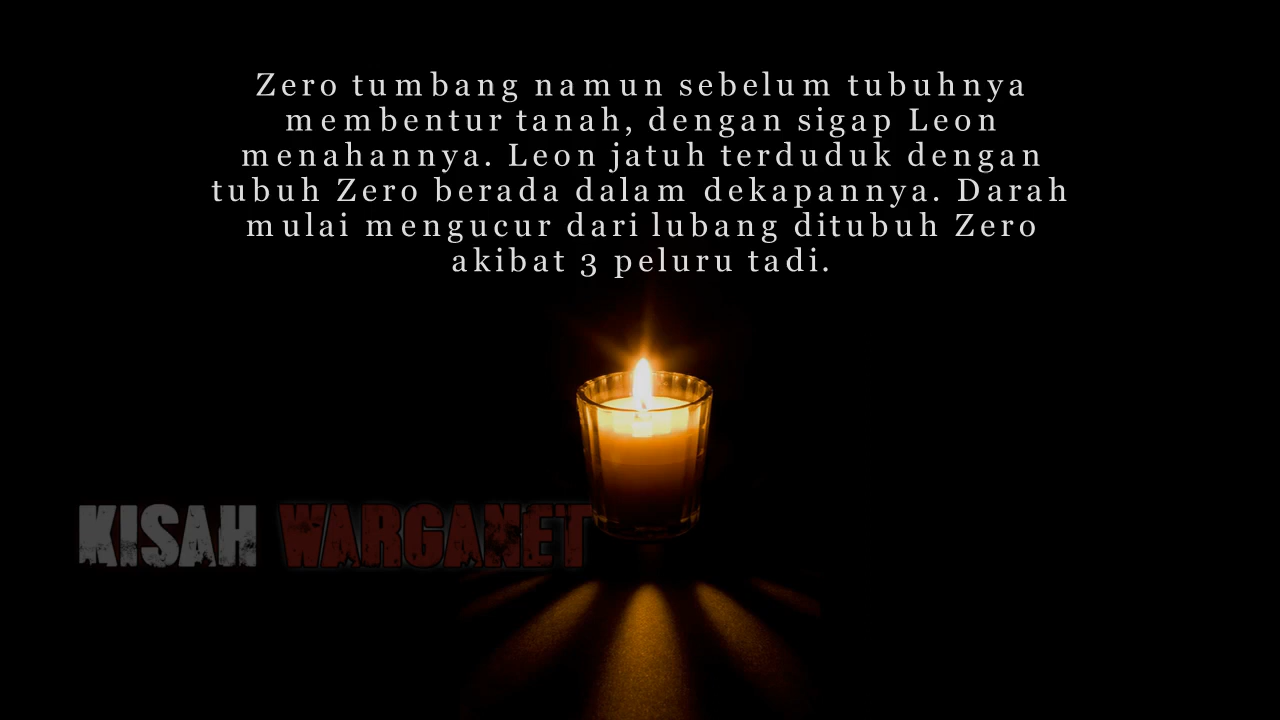 Zero tumbang namun sebelum tubuhnya
membentur tanah, dengan sigap Leon
menahannya. Leon jatuh terduduk dengan
tubuh Zero berada dalam dekapannya. Darah
mulai mengucur dari lubang ditubuh Zero
akibat 3 peluru tadi.
KISAH WARGANET